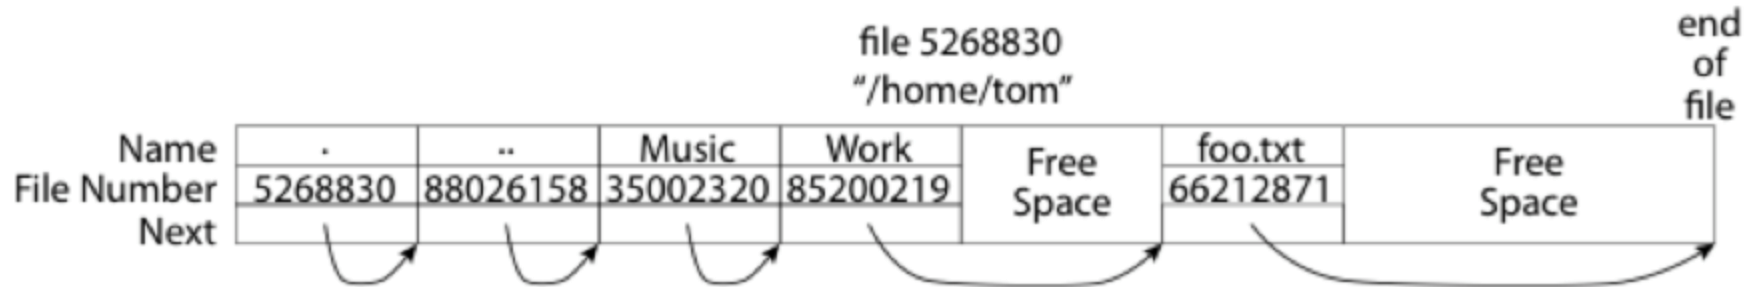 file 5268830
“/home/tom”
end
of
file
Name . .. Music Work Free Space foo.txt Free Space
File Number 5268830 88026158 35002320 85200219 66212871
Next